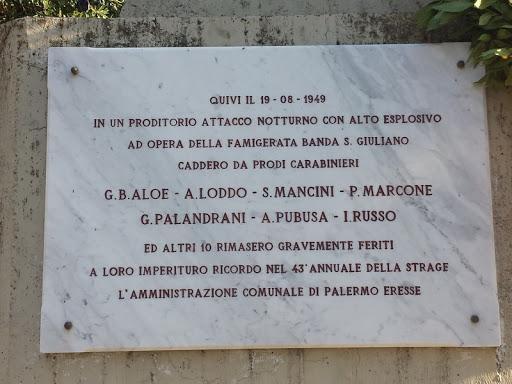 QUIVI IL 19-08-1949
IN UN PRODITORIO ATTACCO NOTTURNO CON ALTO ESPLOSIVO
AD OPERA DELLA FAMIGERATA BANDA S. GIULIANO
CADDERO DA PRODI CARABINIERI
G.B.ALOE - A.LODDO - S.MANCINI - P.MARCONE
G.PALANDRANI - A.PUBUSA - I.RUSSO
ED ALTRI 10 RIMASERO GRAVEMENTE FERITI
A LORO IMPERITURO RICORDO NEL 43'ANNUALE DELLA STRAGE
L'AMMINISTRAZIONE COMUNALE DI PALERMO ERESSE